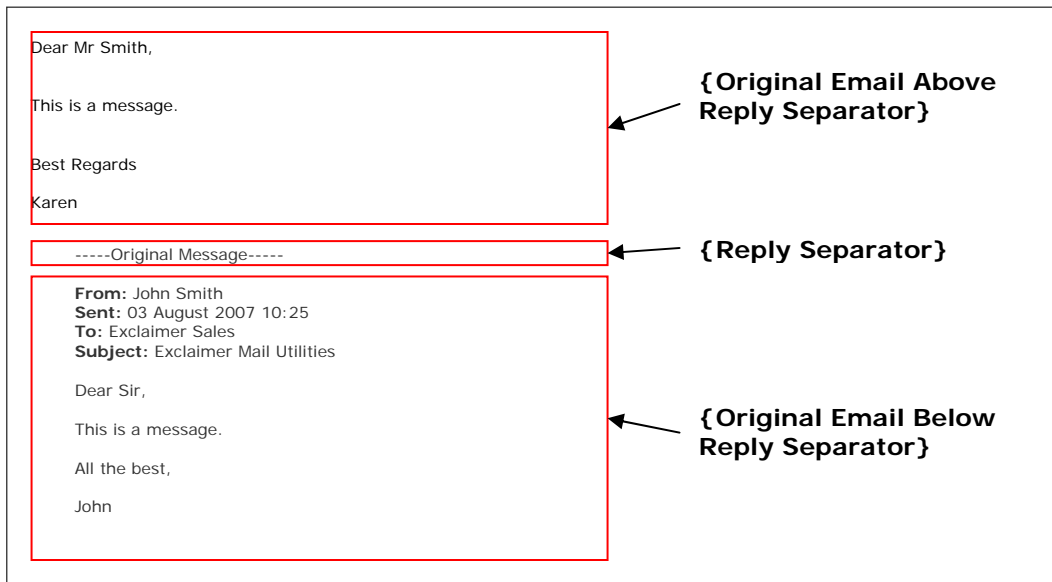 Dear Mr Smith,
This is a message.
Best Regards
Karen
{Original Email Above
Reply Separator}
-----Original Message-----
{Reply Separator}
From: John Smith
Sent: 03 August 2007 10:25
To: Exclaimer Sales
Subject: Exclaimer Mail Utilities
Dear Sir,
This is a message.
All the best,
John
{Original Email Below
Reply Separator}